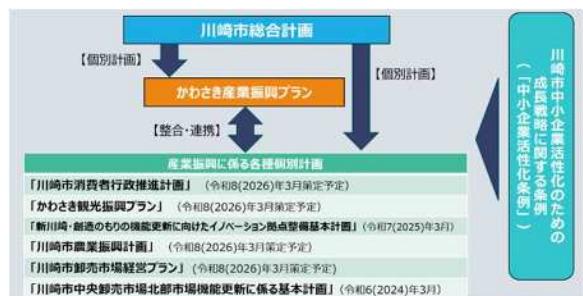 川崎市総合計画
【個別計画】
【個別計画】
かわさき産業振興プラン
【整合・連携】
産業振興に係る各種個別計画
「川崎市消費者行政推進計画」（令和8(2026)年3月策定予定）
「かわさき観光振興プラン」（令和8(2026)年3月策定予定）
「新川崎・創造のもりの機能更新に向けたイノベーション拠点整備基本計画」（令和7(2025)年3月）
「川崎市農業振興計画」（令和8(2026)年3月策定予定）
「川崎市卸売市場経営プラン」（令和8(2026)年3月策定予定）
「川崎市中央卸売市場北部市場機能更新に係る基本計画」（令和6(2024)年3月）
川崎市中小企業活性化のための
成長戦略に関する条例
（「中小企業活性化条例」）